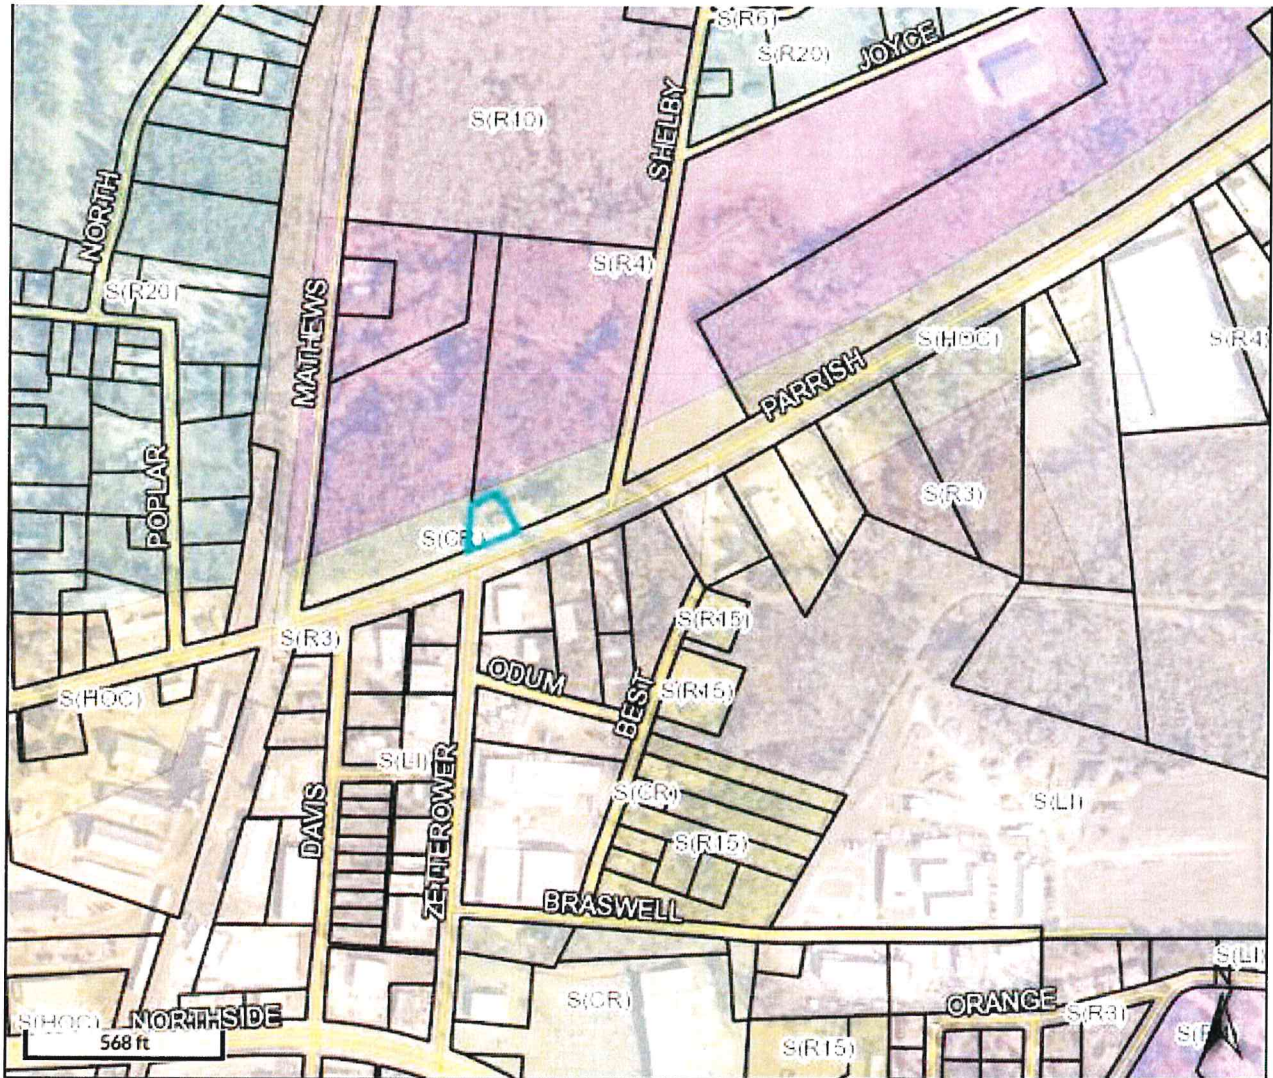 S(R6)
S(R20)
JOYCE
S(R10)
SHELBY
NORTH
S(R4)
S(R20)
MATHEWS
S(HOC)
S(R4)
PARRISH
POPLAR
S(R3)
S(CR)
S(R15)
S(R3)
ODUM
S(R15)
S(HOC)
BEST
S(LI)
ZETTEROWER
S(CR)
S(LI)
DAVIS
S(R15)
BRASWELL
S(LI)
N
S(CR)
ORANGE
S(R3)
S(HOC)
NORTHSIDE
568 ft
S(R15)